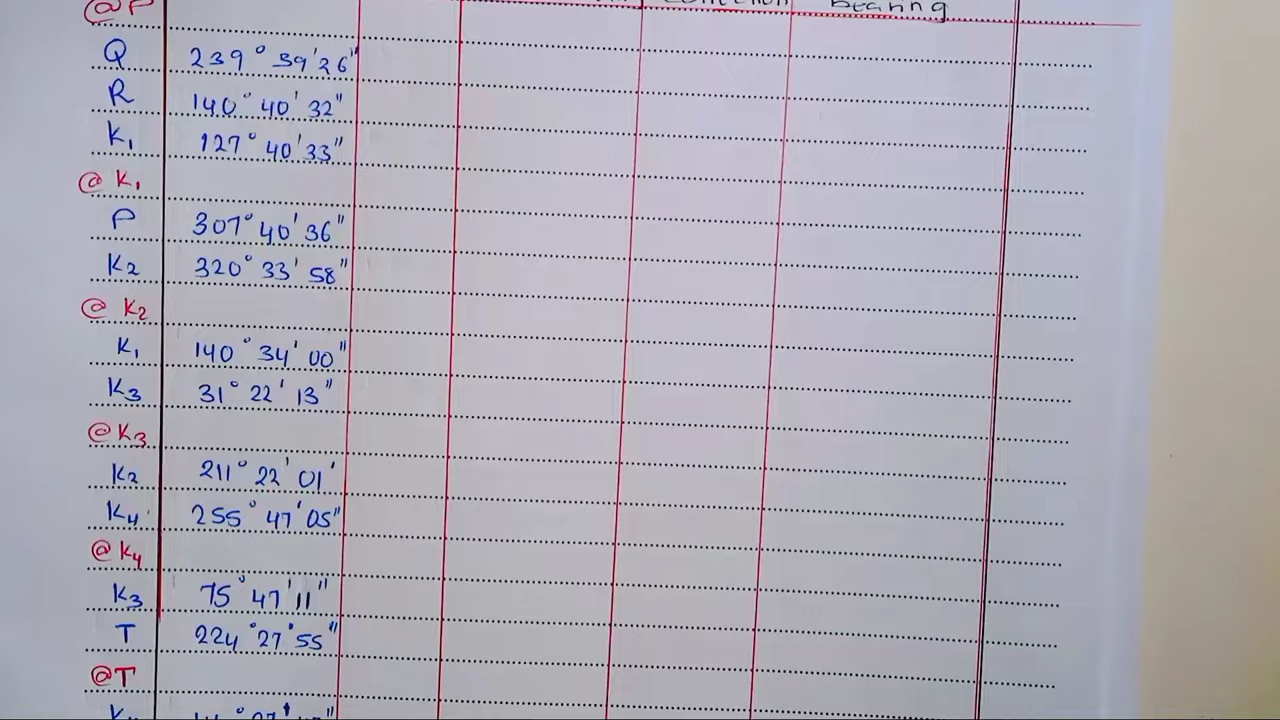 @P bearing
Q 239° 39' 26"
R 140° 40' 32"
K₁ 127° 40' 33"
@ K₁
P 307° 40' 36"
K₂ 320° 33' 58"
@ K₂
K₁ 140° 34' 00"
K₃ 31° 22' 13"
@K₃
K₂ 211° 22' 01'
K₄ 255° 47' 05"
@K₄
K₃ 75° 47' 11"
T 224° 27' 55"
@T